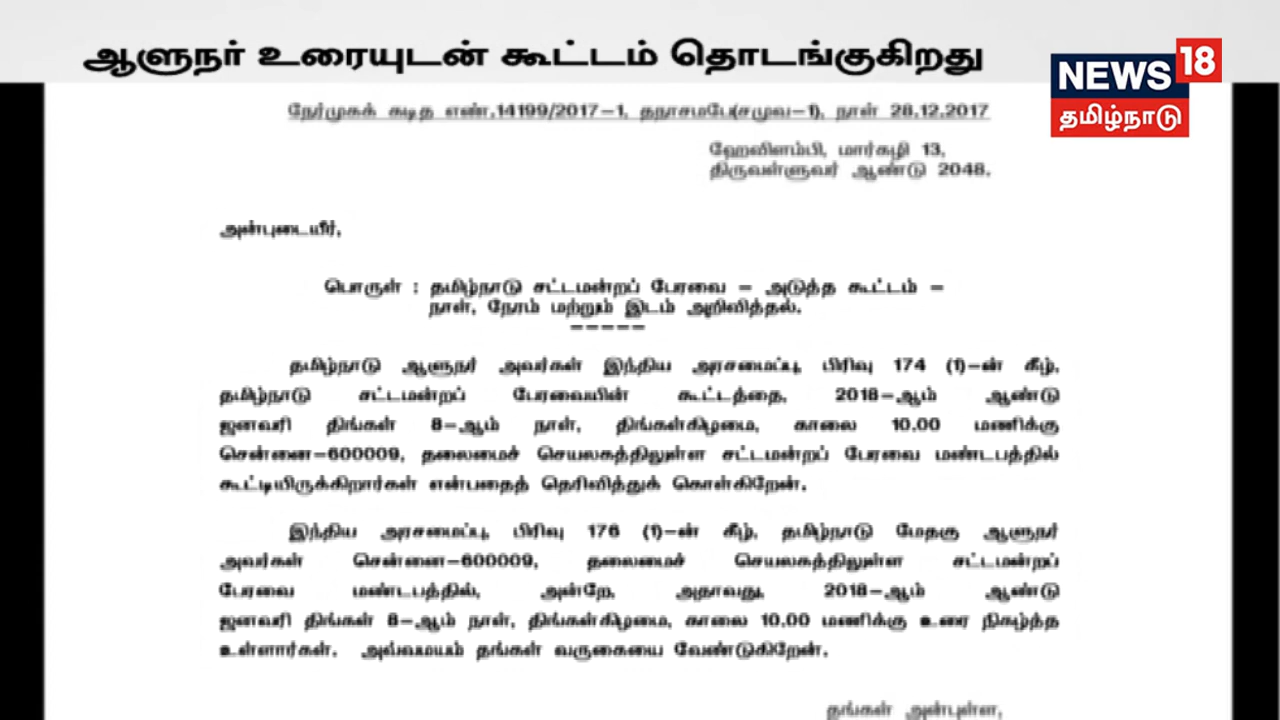 ஆளுநர் உரையுடன் கூட்டம் தொடங்குகிறது
NEWS 18
தமிழ்நாடு
நேர்முகக் கடித எண்.14199/2017-1, தநாசமபே(சமுவ-1), நாள் 28.12.2017
ஹேவிளம்பி, மார்கழி 13,
திருவள்ளுவர் ஆண்டு 2048.
அன்புடையீர்,
பொருள் : தமிழ்நாடு சட்டமன்றப் பேரவை - அடுத்த கூட்டம் -
நாள், நேரம் மற்றும் இடம் அறிவித்தல்.
-----
தமிழ்நாடு ஆளுநர் அவர்கள் இந்திய அரசமைப்பு, பிரிவு 174 (1)-ன் கீழ்,
தமிழ்நாடு சட்டமன்றப் பேரவையின் கூட்டத்தை, 2018-ஆம் ஆண்டு
ஜனவரி திங்கள் 8-ஆம் நாள், திங்கள்கிழமை, காலை 10.00 மணிக்கு
சென்னை-600009, தலைமைச் செயலகத்திலுள்ள சட்டமன்றப் பேரவை மண்டபத்தில்
கூட்டியிருக்கிறார்கள் என்பதைத் தெரிவித்துக் கொள்கிறேன்.
இந்திய அரசமைப்பு, பிரிவு 176 (1)-ன் கீழ், தமிழ்நாடு மேதகு ஆளுநர்
அவர்கள் சென்னை-600009, தலைமைச் செயலகத்திலுள்ள சட்டமன்றப்
பேரவை மண்டபத்தில், அன்றே, அதாவது, 2018-ஆம் ஆண்டு
ஜனவரி திங்கள் 8-ஆம் நாள், திங்கள்கிழமை, காலை 10.00 மணிக்கு உரை நிகழ்த்த
உள்ளார்கள். அவ்வமயம் தங்கள் வருகையை வேண்டுகிறேன்.
தங்கள் அன்புள்ள,